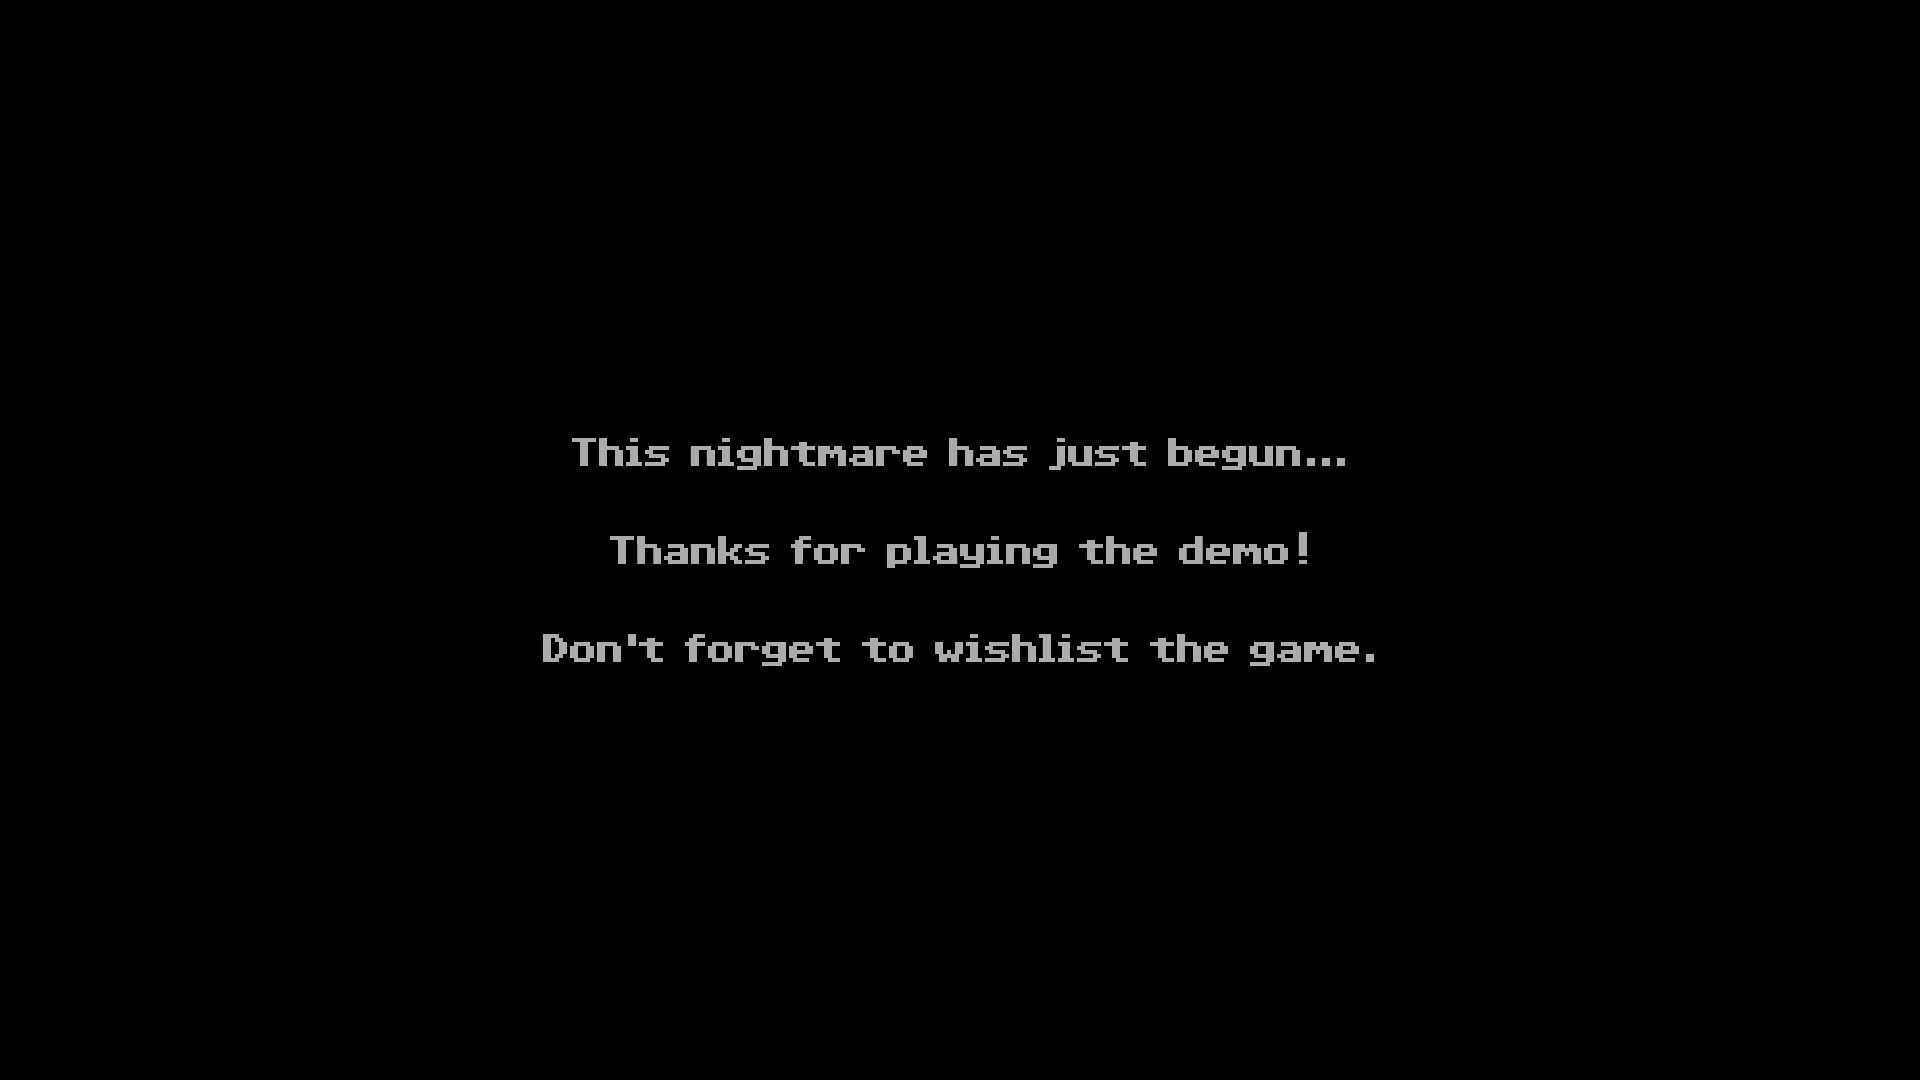 This nightmare has just begun...
Thanks for playing the demo!
Don't forget to wishlist the game.